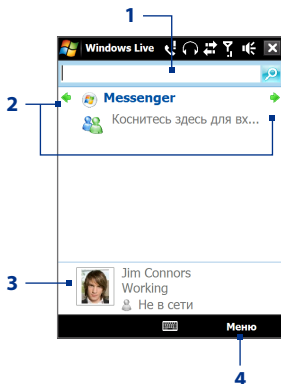 1
Windows Live
2
Messenger
Коснитесь здесь для вх...
3
Jim Connors
Working
Не в сети
Меню
4